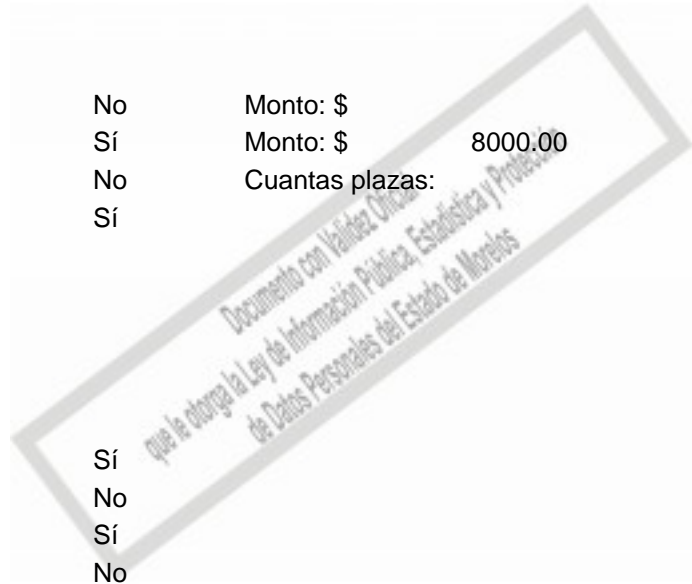 No Monto: $
Sí Monto: $ 8000.00
No Cuantas plazas:
Sí
Documento con Validez Oficial
que le otorga la Ley de Información Pública, Estadística y Protección
de Datos Personales del Estado de Morelos
Sí
No
Sí
No